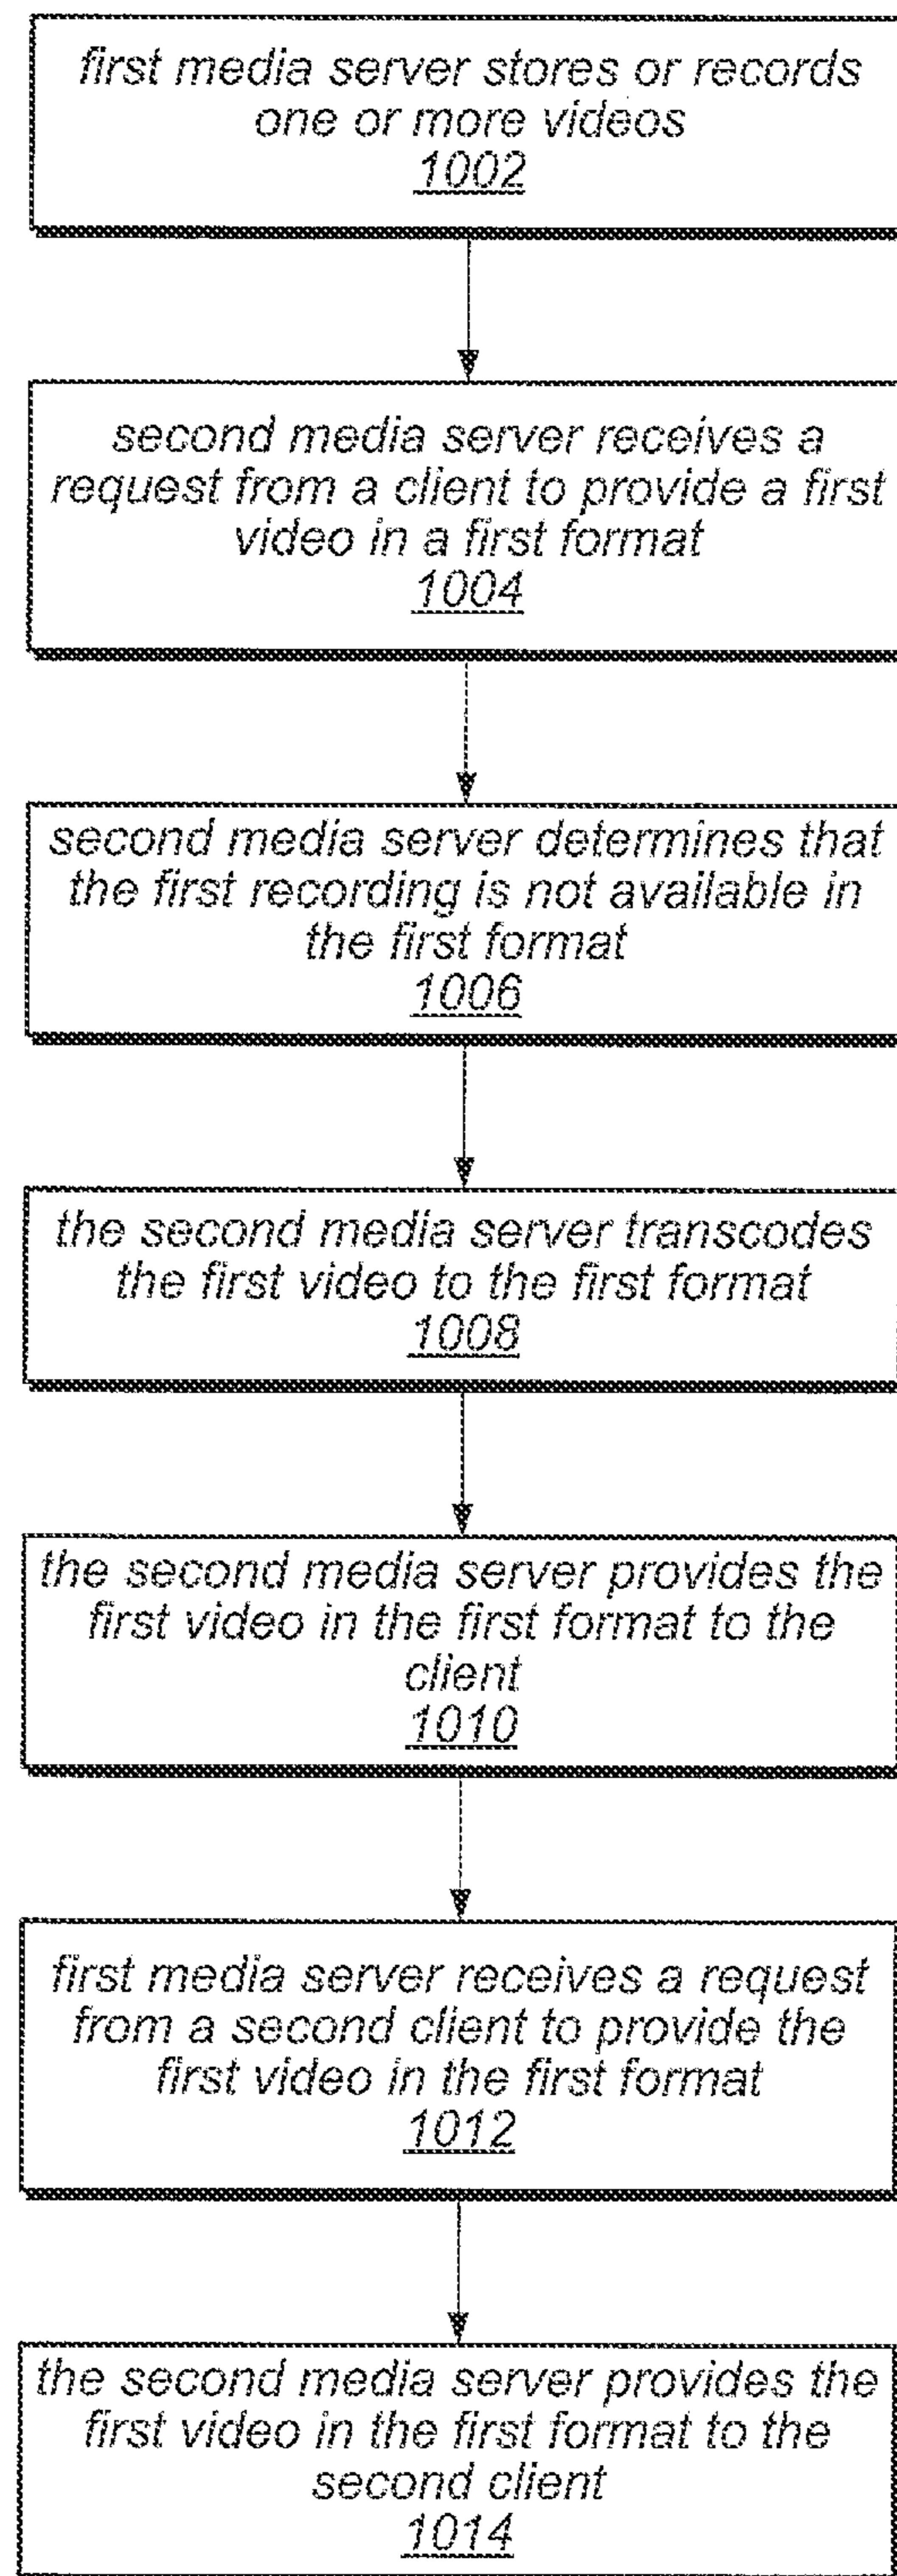 first media server stores or records
one or more videos
1002
second media server receives a
request from a client to provide a first
video in a first format
1004
second media server determines that
the first recording is not available in
the first format
1006
the second media server transcodes
the first video to the first format
1008
the second media server provides the
first video in the first format to the
client
1010
first media server receives a request
from a second client to provide the
first video in the first format
1012
the second media server provides the
first video in the first format to the
second client
1014